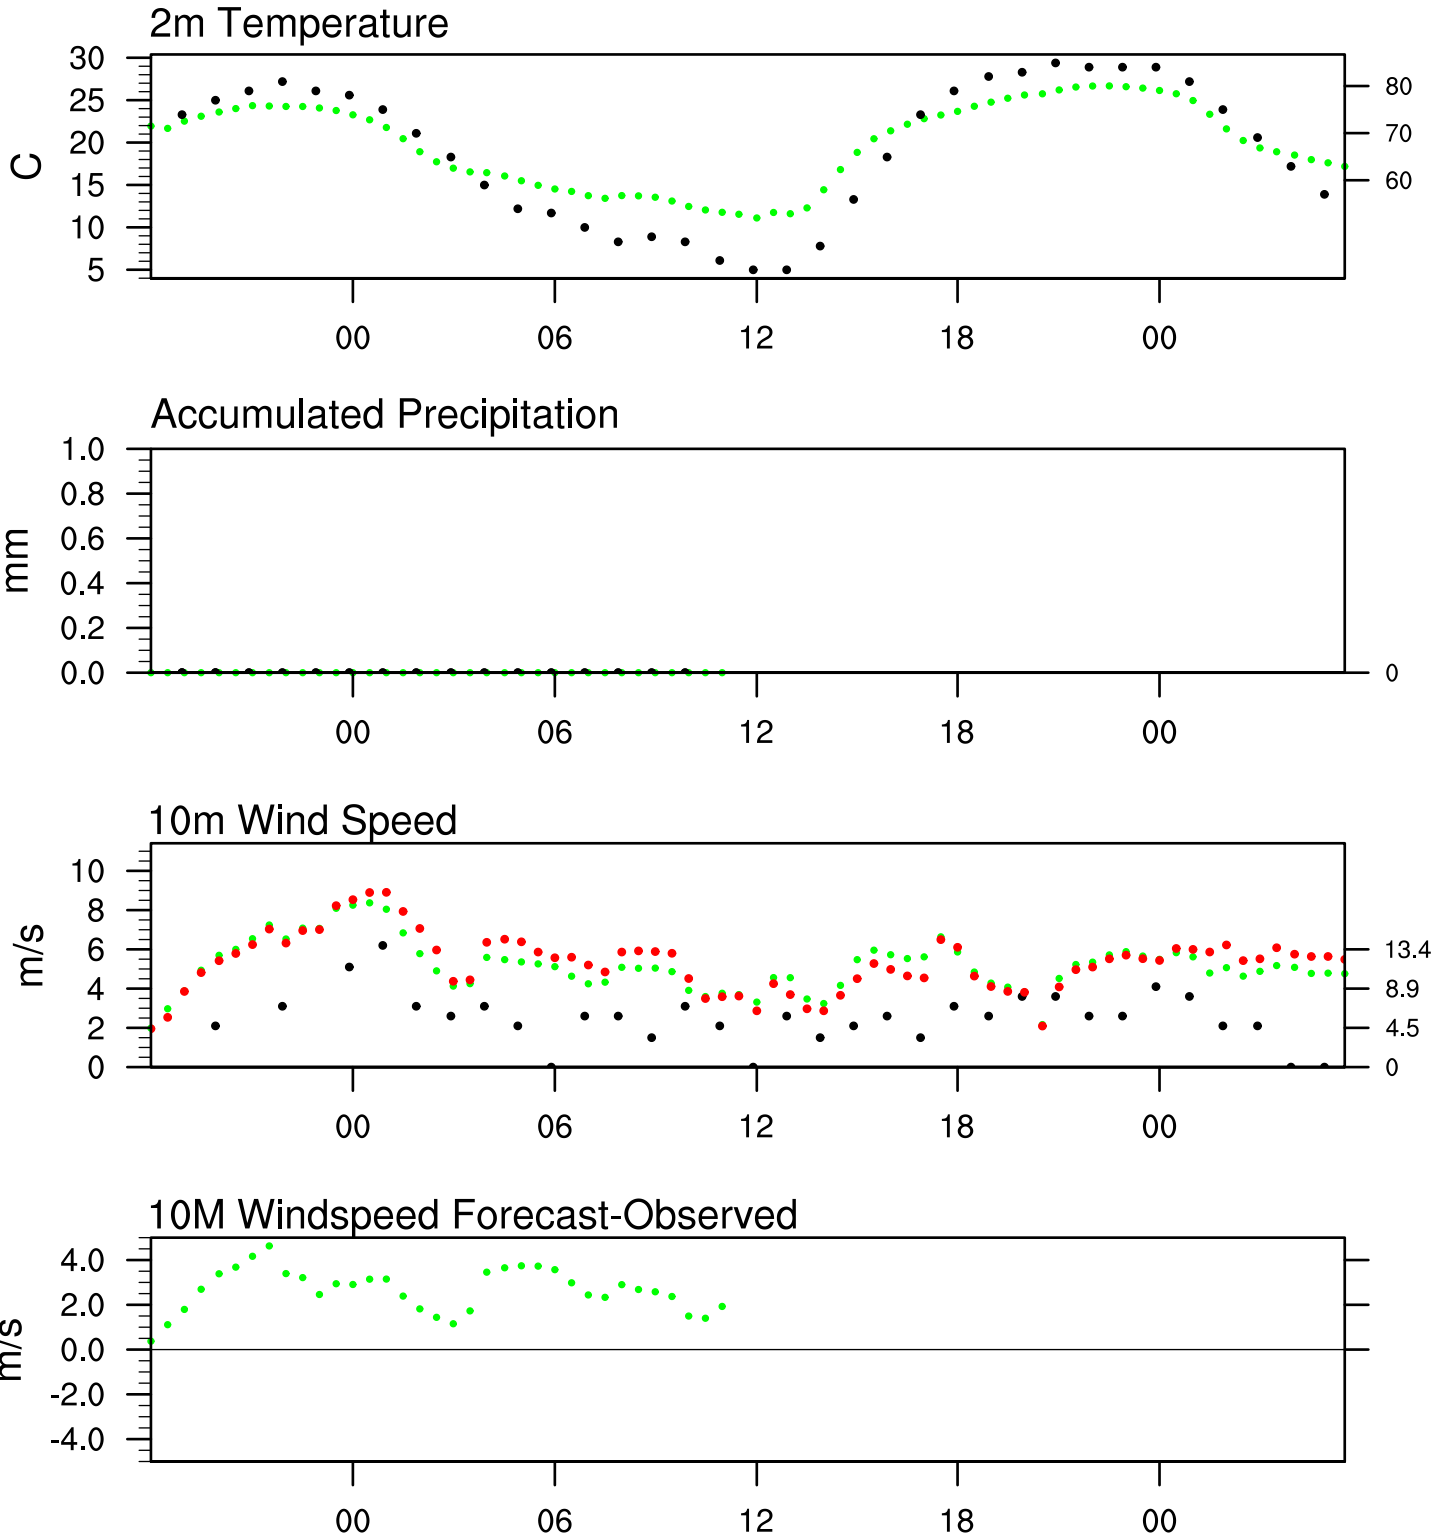 2m Temperature
30
25
20
15
10
5
C
80
70
60
00 06 12 18 00
Accumulated Precipitation
1.0
0.8
0.6
0.4
0.2
0.0
mm
0
00 06 12 18 00
10m Wind Speed
10
8
6
4
2
0
m/s
13.4
8.9
4.5
0
00 06 12 18 00
10M Windspeed Forecast-Observed
4.0
2.0
0.0
-2.0
-4.0
m/s
00 06 12 18 00